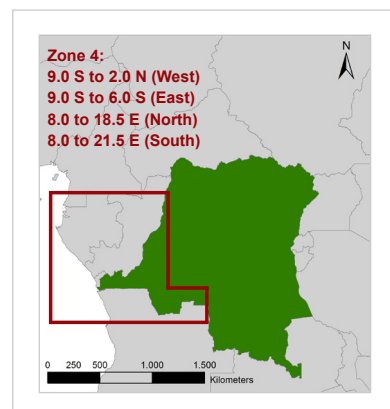 Zone 4:
9.0 S to 2.0 N (West)
9.0 S to 6.0 S (East)
8.0 to 18.5 E (North)
8.0 to 21.5 E (South)
N
0 250 500 1.000 1.500
Kilometers